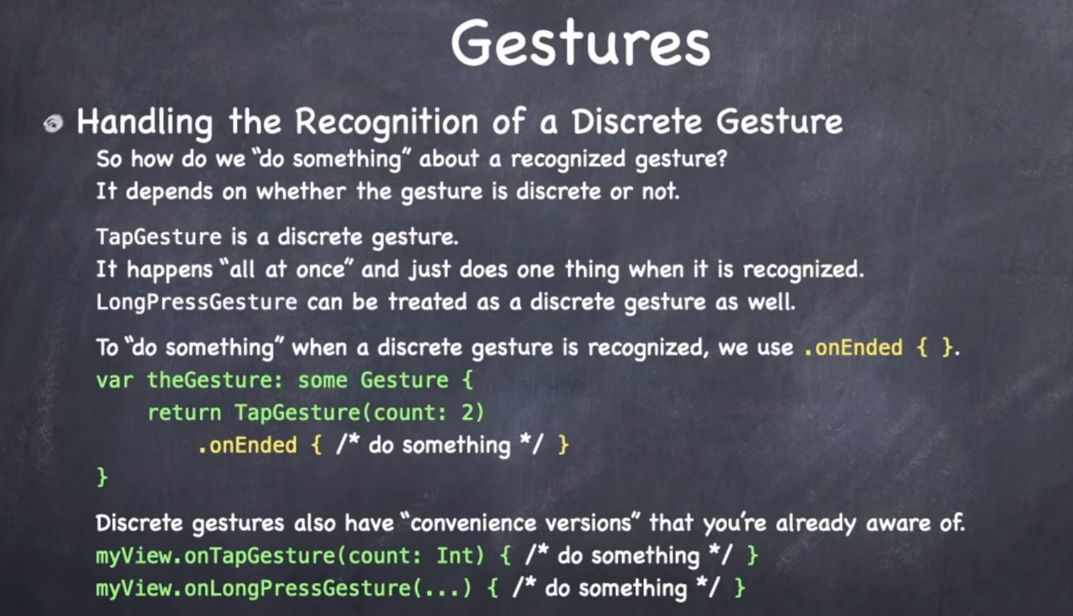 Gestures
Handling the Recognition of a Discrete Gesture
So how do we “do something” about a recognized gesture?
It depends on whether the gesture is discrete or not.
TapGesture is a discrete gesture.
It happens “all at once” and just does one thing when it is recognized.
LongPressGesture can be treated as a discrete gesture as well.
To “do something” when a discrete gesture is recognized, we use .onEnded { }.
var theGesture: some Gesture {
    return TapGesture(count: 2)
        .onEnded { /* do something */ }
}
Discrete gestures also have “convenience versions” that you’re already aware of.
myView.onTapGesture(count: Int) { /* do something */ }
myView.onLongPressGesture(...) { /* do something */ }